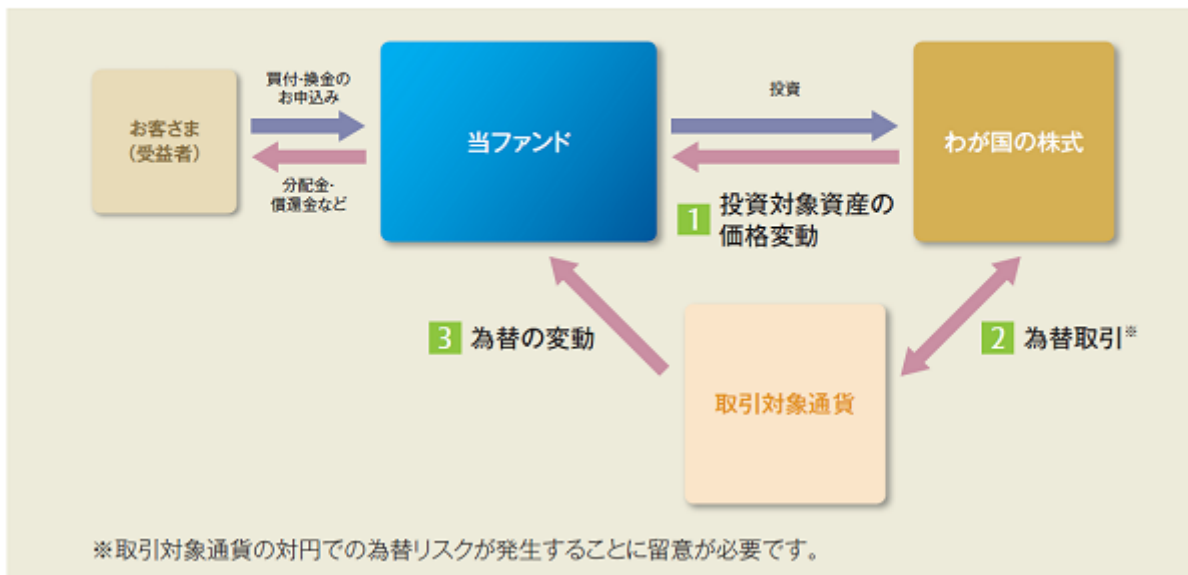 買付・換金の
お申込み
投資
お客さま
（受益者）
当ファンド
わが国の株式
分配金・
償還金など
1 投資対象資産の
価格変動
3 為替の変動
2 為替取引※
取引対象通貨
※取引対象通貨の対円での為替リスクが発生することに留意が必要です。